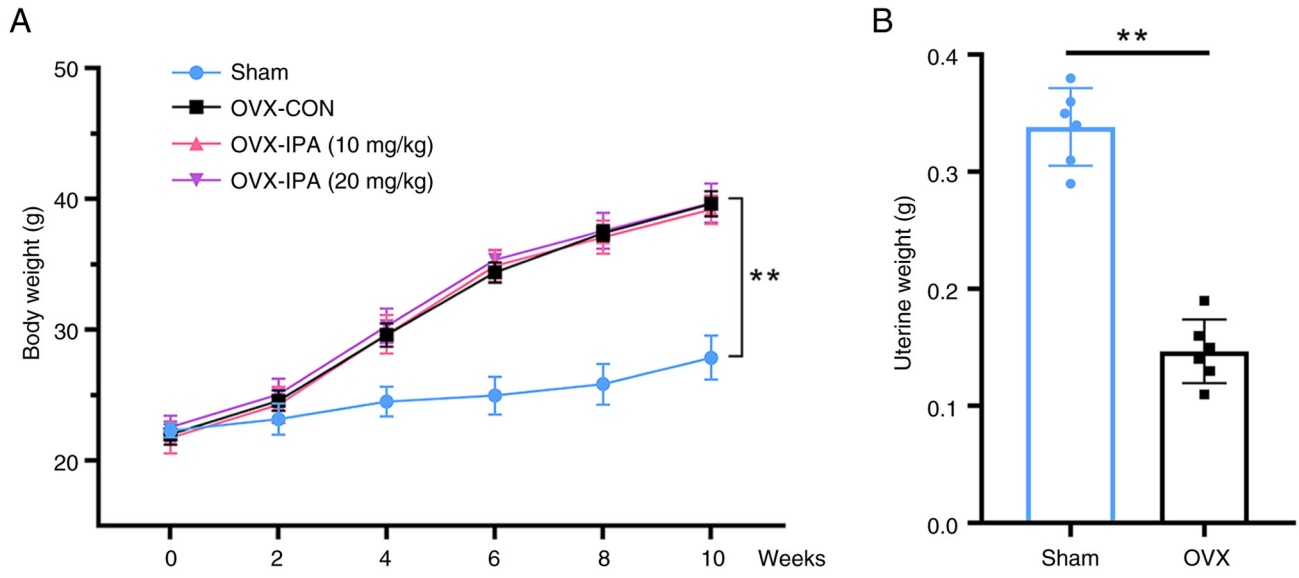 A
B
Sham
OVX-CON
OVX-IPA (10 mg/kg)
OVX-IPA (20 mg/kg)
Body weight (g)
50
40
30
20
0 2 4 6 8 10 Weeks
**
**
Uterine weight (g)
0.4
0.3
0.2
0.1
0.0
Sham OVX